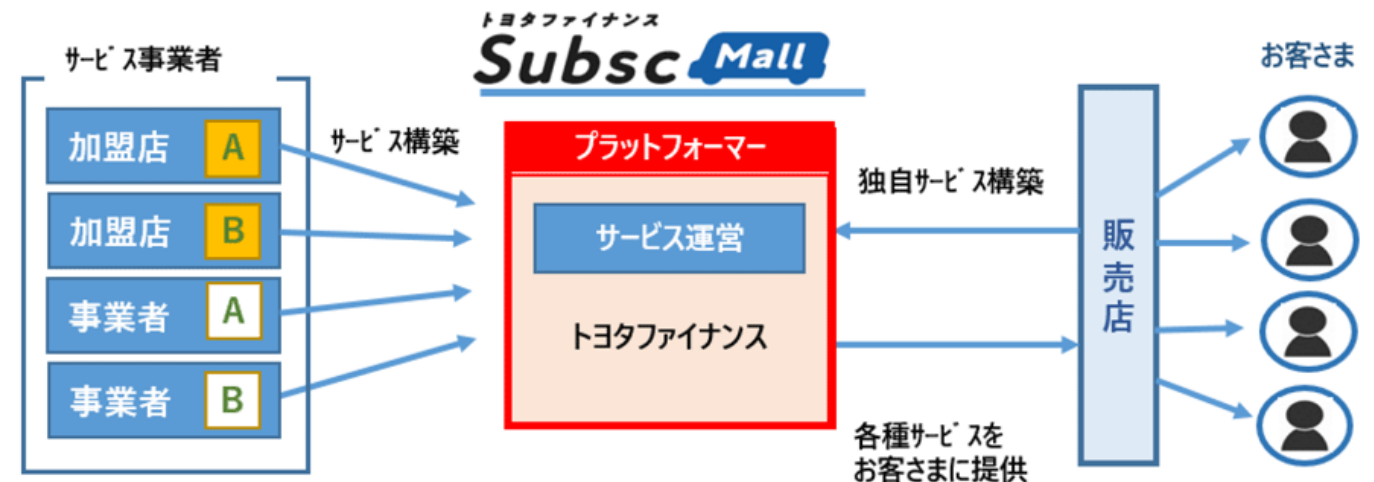 サービス事業者
加盟店 A
加盟店 B
事業者 A
事業者 B
サービス構築
トヨタファイナンス
Subsc Mall
プラットフォーマー
サービス運営
トヨタファイナンス
独自サービス構築
各種サービスを
お客さまに提供
販売店
お客さま